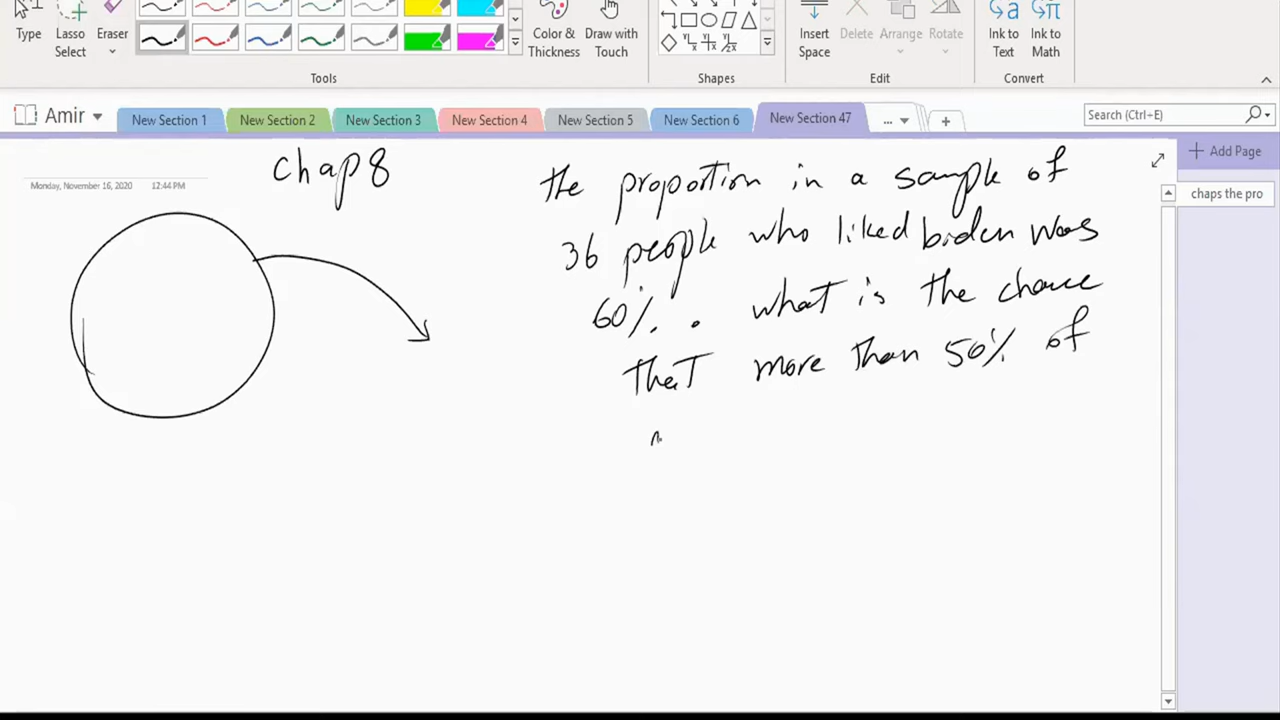 Type
Lasso Select
Eraser
Color & Thickness
Draw with Touch
Insert Space
Delete
Arrange
Rotate
Ink to Text
Ink to Math
Tools
Shapes
Edit
Convert
Amir
New Section 1
New Section 2
New Section 3
New Section 4
New Section 5
New Section 6
New Section 47
...
Search (Ctrl+E)
Add Page
chaps the pro
Monday, November 16, 2020 12:44 PM
chap 8
the proportion in a sample of
36 people who liked biden was
60%. what is the chance
that more than 50% of